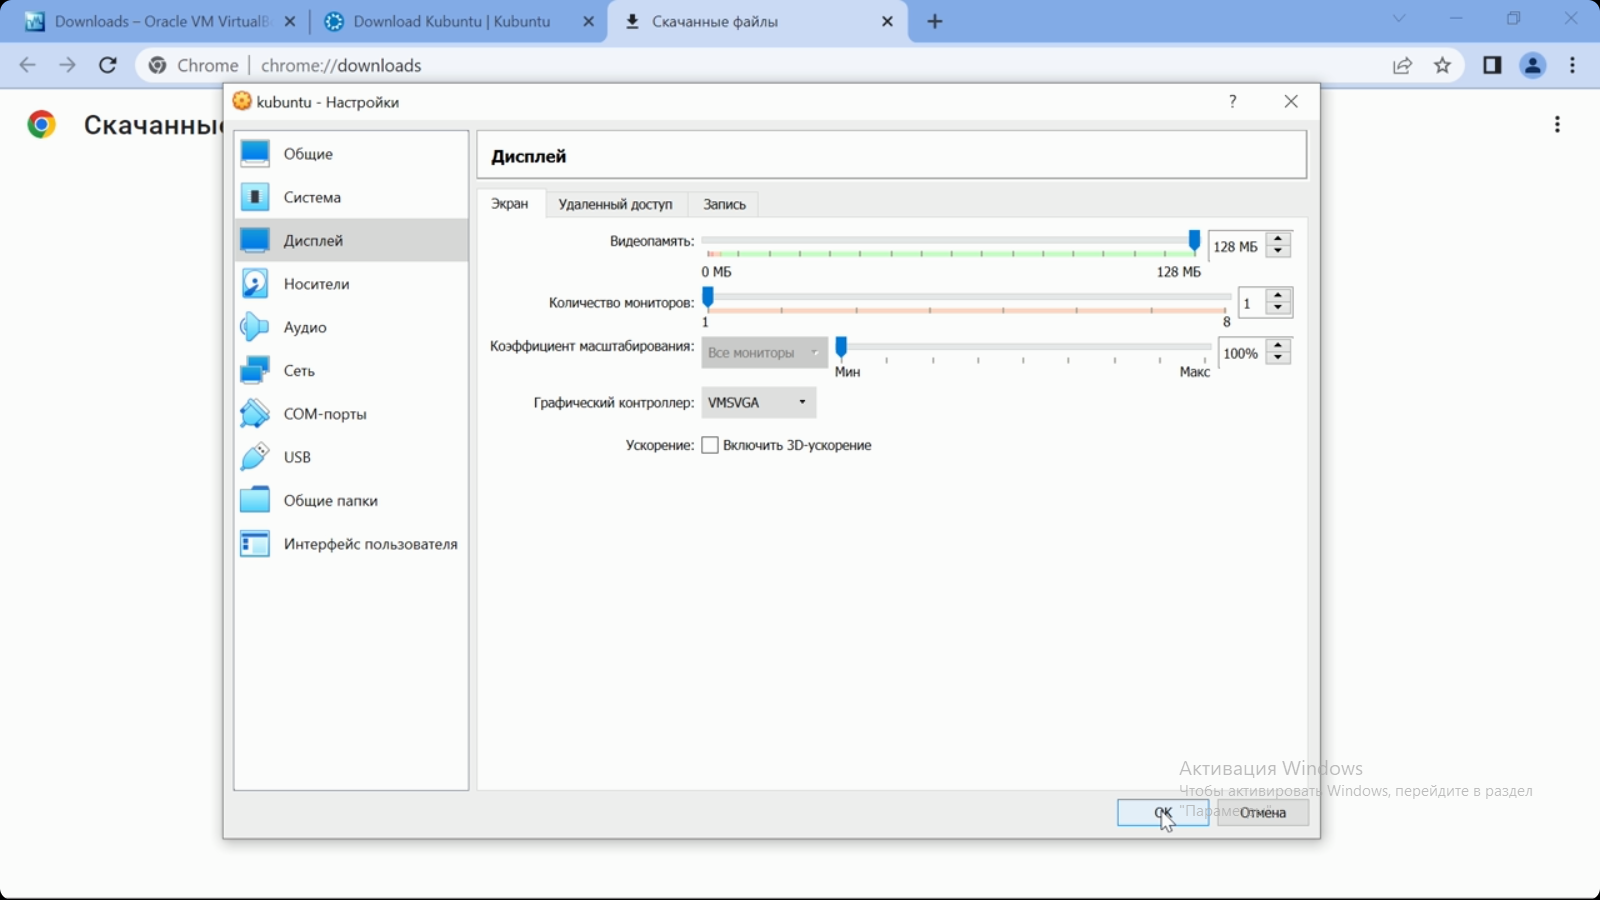 Downloads – Oracle VM VirtualB
Download Kubuntu | Kubuntu
Скачанные файлы
Chrome
chrome://downloads
Скачанны
kubuntu - Настройки
?
Общие
Система
Дисплей
Носители
Аудио
Сеть
COM-порты
USB
Общие папки
Интерфейс пользователя
Дисплей
Экран
Удаленный доступ
Запись
Видеопамять:
128 МБ
0 МБ
128 МБ
Количество мониторов:
1
1
8
Коэффициент масштабирования:
Все мониторы
100%
Мин
Макс
Графический контроллер:
VMSVGA
Ускорение:
Включить 3D-ускорение
Активация Windows
Чтобы активировать Windows, перейдите в раздел
OK
Отмена